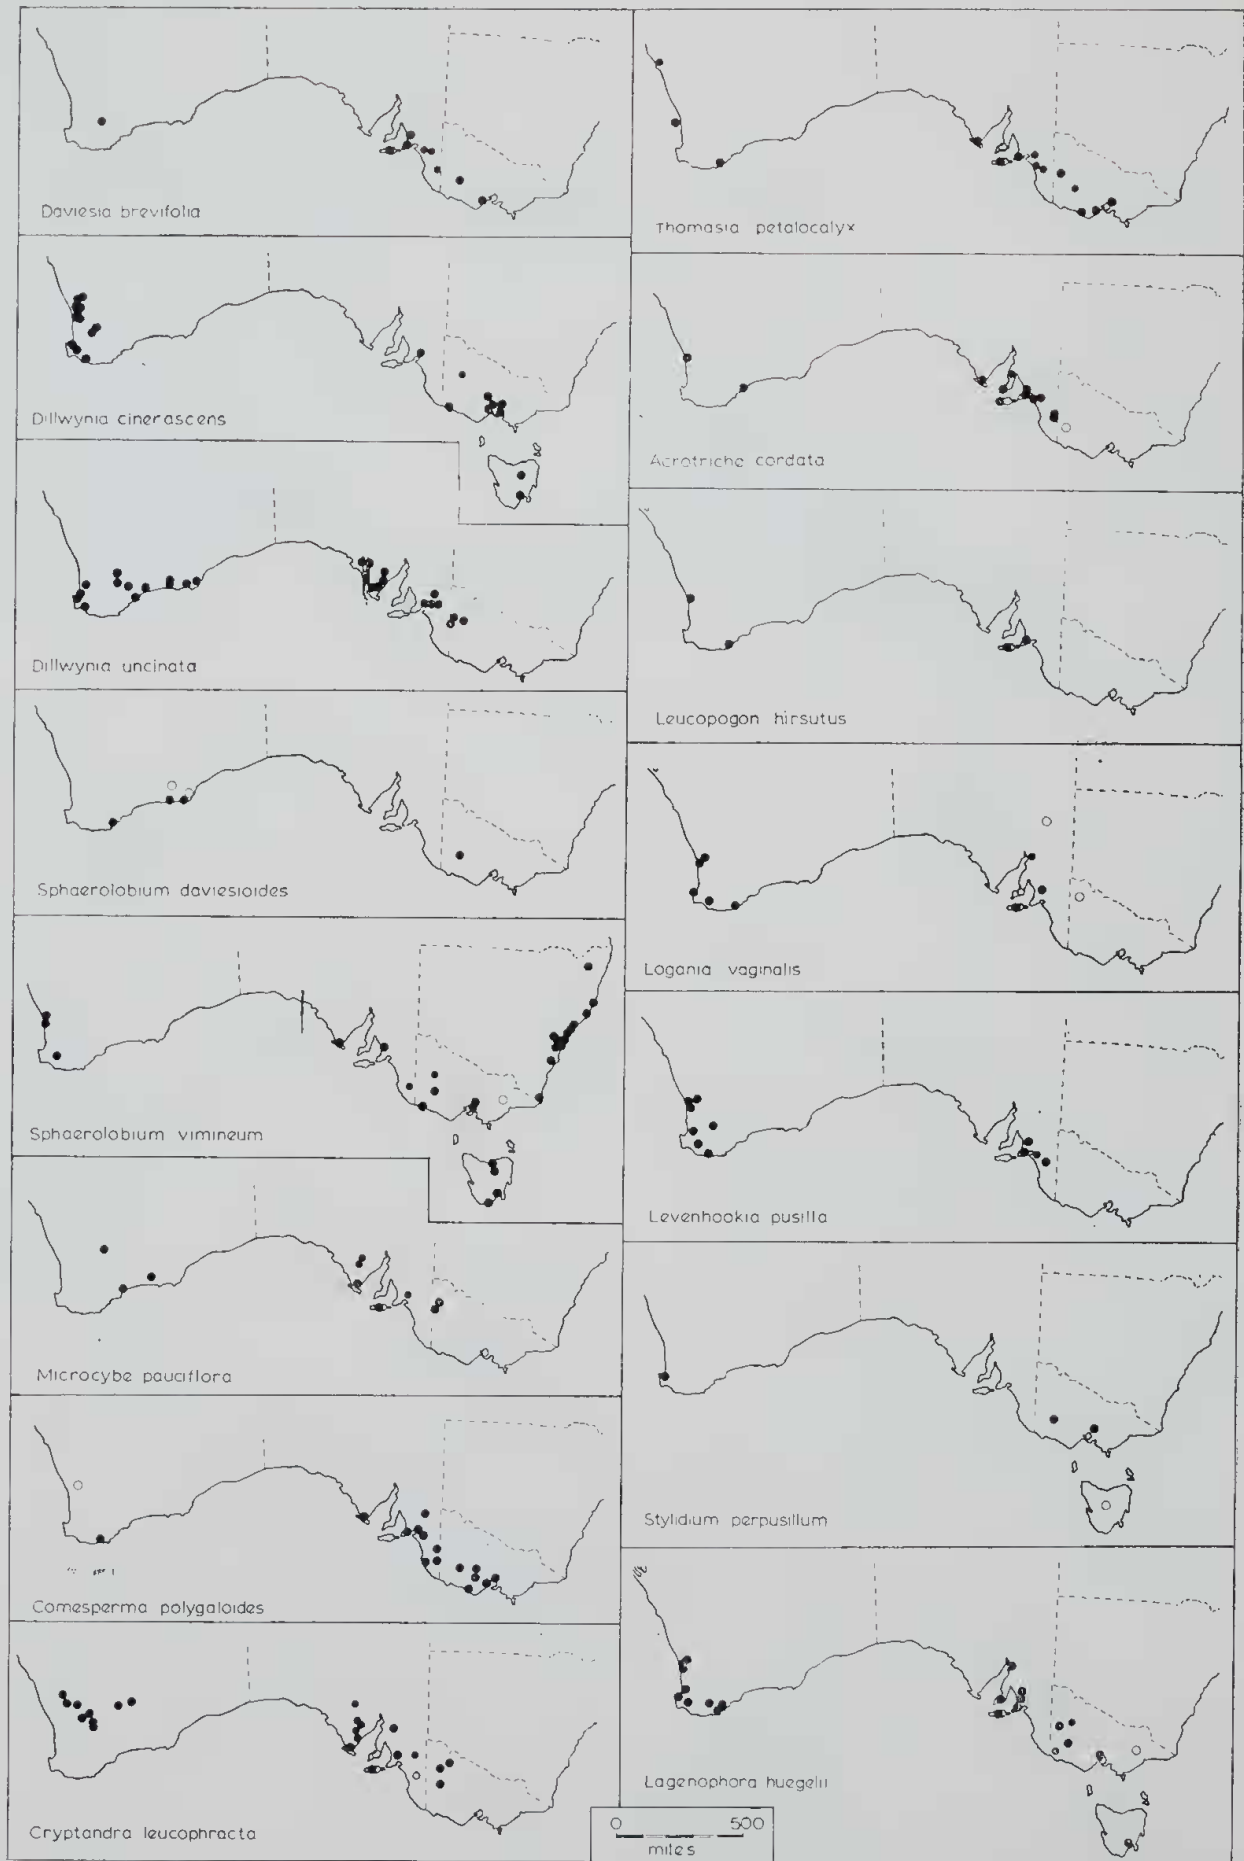 Daviesia brevifolia
Dillwynia cinerascens
Dillwynia uncinata
Sphaerolobium daviesioides
Sphaerolobium vimineum
Microcybe pauciflora
Comesperma polygaloides
Cryptandra leucophracta
Thomasia petalocalyx
Acrotriche cordata
Leucopogon hirsutus
Logania vaginalis
Levenhookia pusilla
Stylidium perpusillum
Lagenophora huegelii
0 500
miles